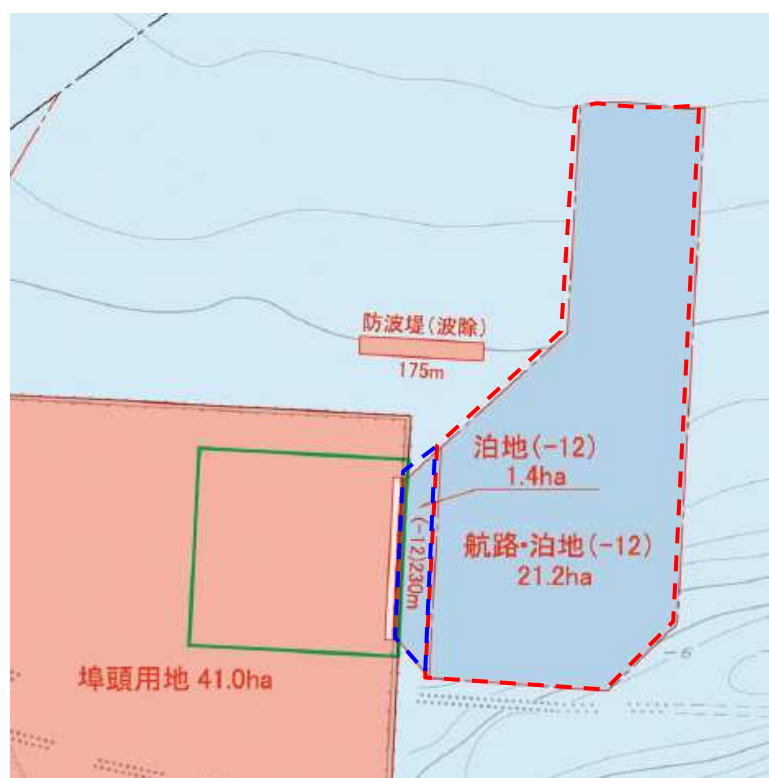 防波堤(波除)
175m
泊地(-12)
1.4ha
(-12)230m
航路・泊地(-12)
21.2ha
-6
埠頭用地 41.0ha